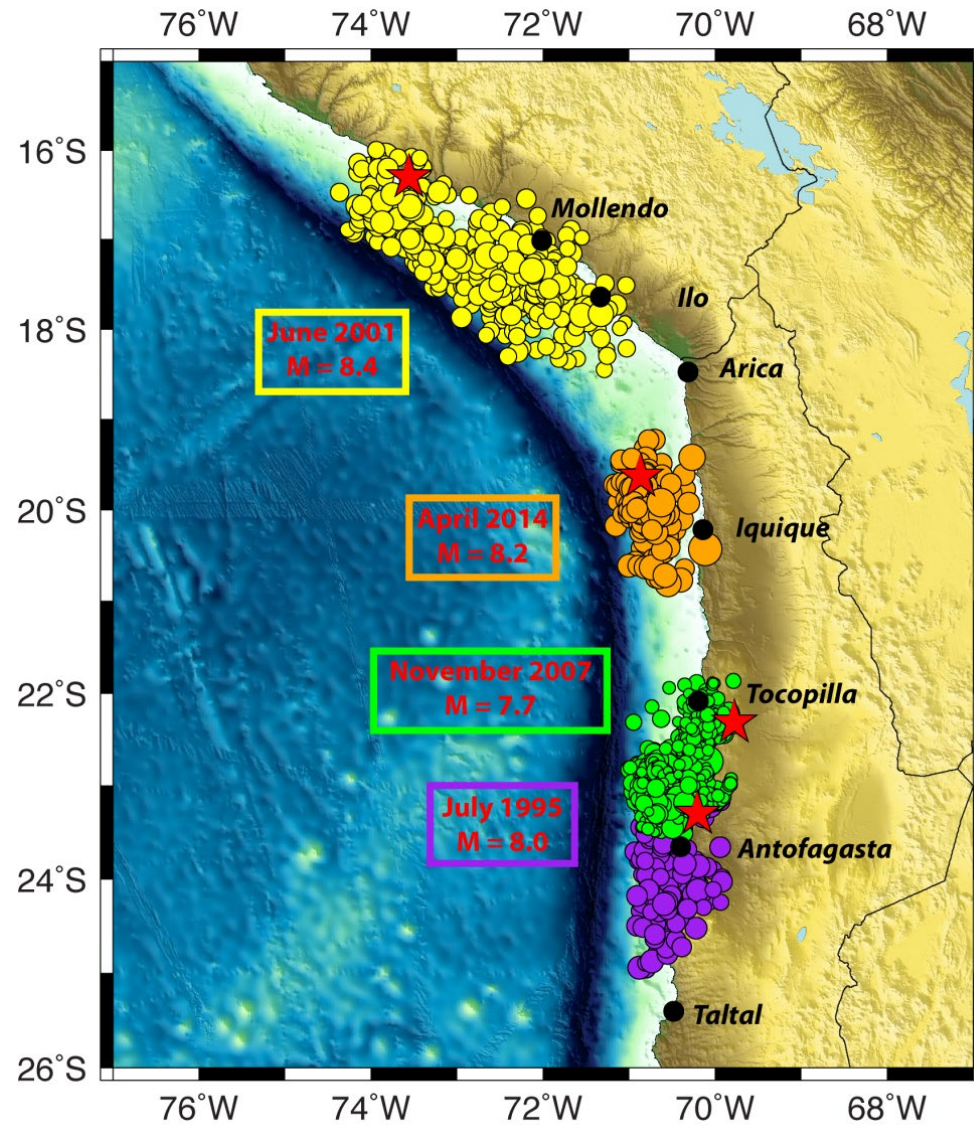 76˚W 74˚W 72˚W 70˚W 68˚W
16˚S
Mollendo
Ilo
18˚S
June 2001
M = 8.4
Arica
20˚S
April 2014
M = 8.2
Iquique
22˚S
November 2007
M = 7.7
Tocopilla
July 1995
M = 8.0
Antofagasta
24˚S
Taltal
26˚S
76˚W 74˚W 72˚W 70˚W 68˚W